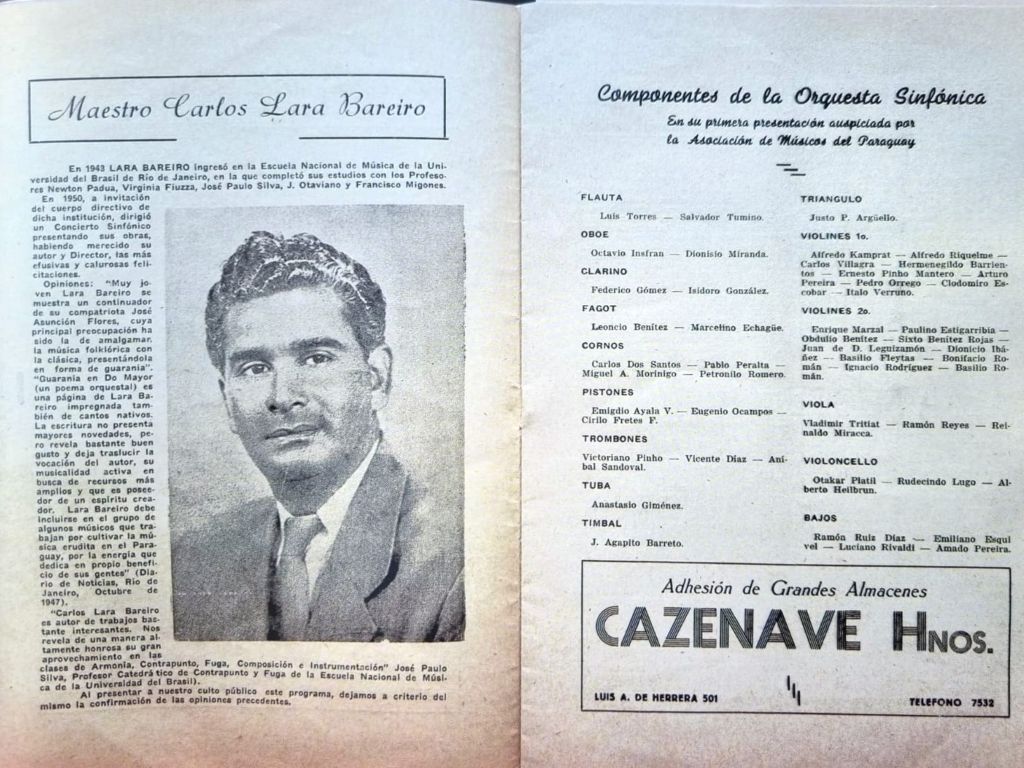 Maestro Carlos Lara Bareiro
En 1943 LARA BAREIRO ingresó en la Escuela Nacional de Música de la Uni-
versidad del Brasil de Río de Janeiro, en la que completó sus estudios con los Profeso-
res Newton Padua, Virginia Fiuzza, José Paulo Silva, J. Otaviano y Francisco Migones.
En 1950, a invitación
del cuerpo directivo de
dicha institución, dirigió
un Concierto Sinfónico
presentando sus obras,
habiendo merecido su
autor y Director, las más
efusivas y calurosas feli-
citaciones.
Opiniones: "Muy jo-
ven Lara Bareiro se
muestra un continuador
de su compatriota José
Asunción Flores, cuya
principal preocupación ha
sido la de amalgamar
la música folklórica con
la clásica, presentándola
en forma de guarania".
"Guarania en Do Mayor
(un poema orquestal) es
una página de Lara Ba-
reiro impregnada tam-
bién de cantos nativos.
La escritura no presenta
mayores novedades, pe-
ro revela bastante buen
gusto y deja traslucir la
vocación del autor, su
musicalidad activa en
busca de recursos más
amplios y que es posee-
dor de un espíritu crea-
dor. Lara Bareiro debe
incluirse en el grupo de
algunos músicos que tra-
bajan por cultivar la mú-
sica erudita en el Para-
guay, por la energía que
dedica en propio benefi-
cio de sus gentes" (Dia-
rio de Noticias, Río de
Janeiro, Octubre de
1947).
"Carlos Lara Bareiro
es autor de trabajos bas-
tante interesantes. Nos
revela de una manera al-
tamente honrosa su gran
aprovechamiento en las
clases de Armonía, Contrapunto, Fuga, Composición e Instrumentación" José Paulo
Silva, Profesor Catedrático de Contrapunto y Fuga de la Escuela Nacional de Músi-
ca de la Universidad del Brasil).
Al presentar a nuestro culto público este programa, dejamos a criterio del
mismo la confirmación de las opiniones precedentes.
Componentes de la Orquesta Sinfónica
En su primera presentación auspiciada por
la Asociación de Músicos del Paraguay
FLAUTA
Luis Torres — Salvador Tumino.
OBOE
Octavio Insfran — Dionisio Miranda.
CLARINO
Federico Gómez — Isidoro González.
FAGOT
Leoncio Benítez — Marcelino Echagüe.
CORNOS
Carlos Dos Santos — Pablo Peralta —
Miguel A. Morínigo — Petronilo Romero.
PISTONES
Emigdio Ayala V. — Eugenio Ocampos —
Cirilo Fretes F.
TROMBONES
Victoriano Pinho — Vicente Díaz — Aní-
bal Sandoval.
TUBA
Anastasio Giménez.
TIMBAL
J. Agapito Barreto.
TRIANGULO
Justo P. Argüello.
VIOLINES 1o.
Alfredo Kamprat — Alfredo Riquelme —
Carlos Villagra — Hermenegildo Barrien-
tos — Ernesto Pinho Mantero — Arturo
Pereira — Pedro Orrego — Clodomiro Es-
cobar — Italo Verruno.
VIOLINES 2o.
Enrique Marzal — Paulino Estigarribia —
Obdulio Benítez — Sixto Benítez Rojas —
Juan de D. Leguizamón — Dionicio Ibá-
ñez — Basilio Fleytas — Bonifacio Ro-
mán — Ignacio Rodríguez — Basilio Ro-
mán.
VIOLA
Vladimir Tritiat — Ramón Reyes — Rei-
naldo Miracca.
VIOLONCELLO
Otakar Platil — Rudecindo Lugo — Al-
berto Heilbrun.
BAJOS
Ramón Ruiz Díaz — Emiliano Esqui
vel — Luciano Rivaldi — Amado Pereira.
Adhesión de Grandes Almacenes
CAZENAVE HNOS.
LUIS A. DE HERRERA 501
TELEFONO 7532